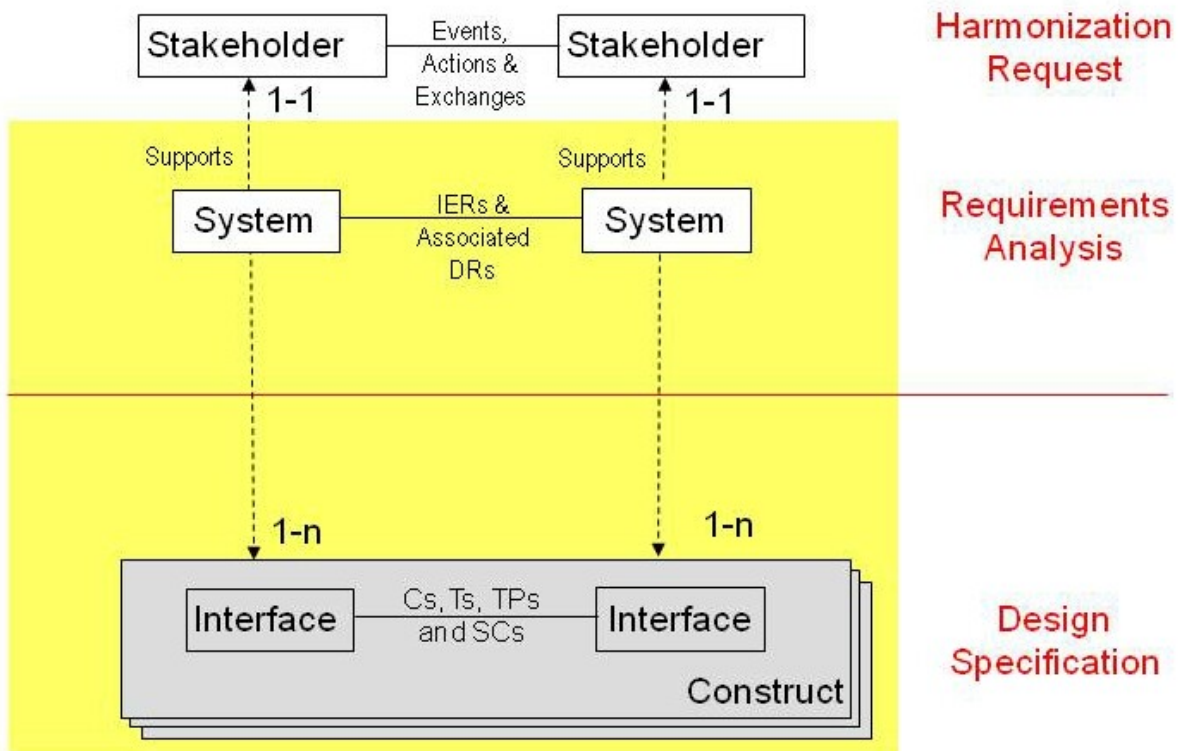 Stakeholder
Events,
Actions &
Exchanges
Stakeholder
Harmonization
Request
1-1
1-1
Supports
Supports
System
IERs &
Associated
DRs
System
Requirements
Analysis
1-n
1-n
Interface
Cs, Ts, TPs
and SCs
Interface
Construct
Design
Specification